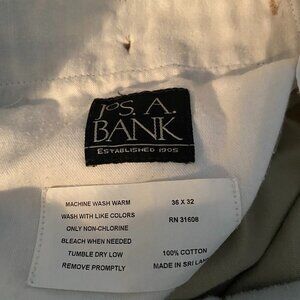 JOS. A.
BANK
ESTABLISHED 1905
MACHINE WASH WARM
WASH WITH LIKE COLORS
ONLY NON-CHLORINE
BLEACH WHEN NEEDED
TUMBLE DRY LOW
REMOVE PROMPTLY
36 X 32
RN 31608
100% COTTON
MADE IN SRI LAN